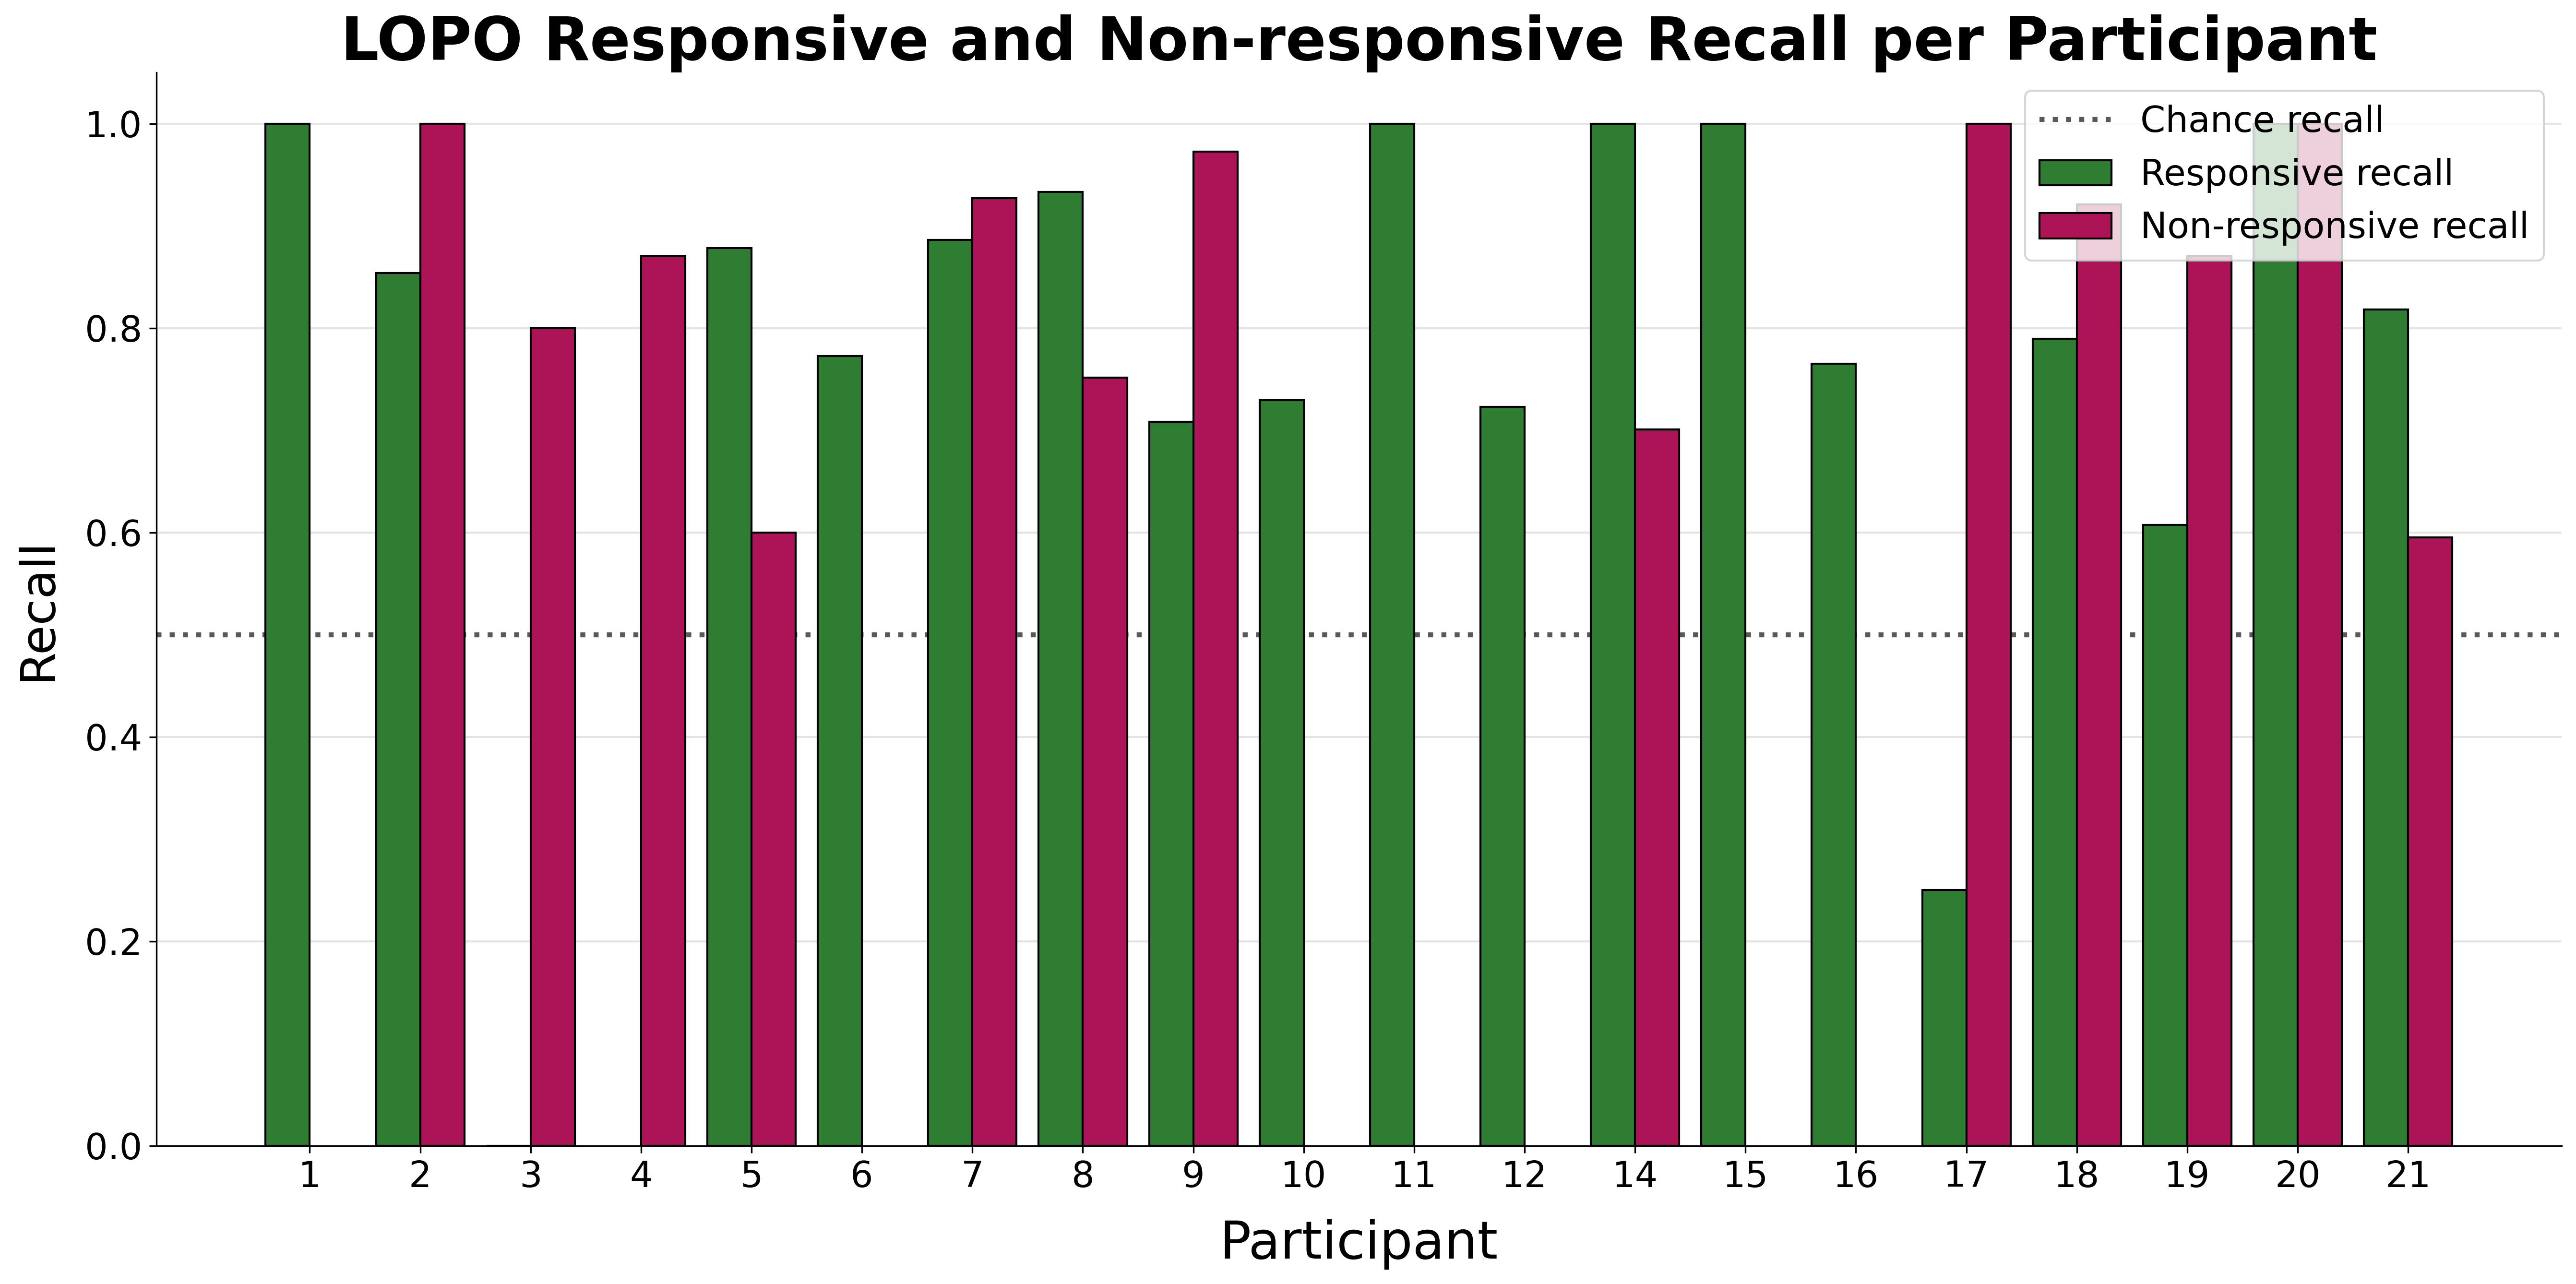 LOPO Responsive and Non-responsive Recall per Participant
Chance recall
Responsive recall
Non-responsive recall
Recall
1.0
0.8
0.6
0.4
0.2
0.0
1 2 3 4 5 6 7 8 9 10 11 12 14 15 16 17 18 19 20 21
Participant